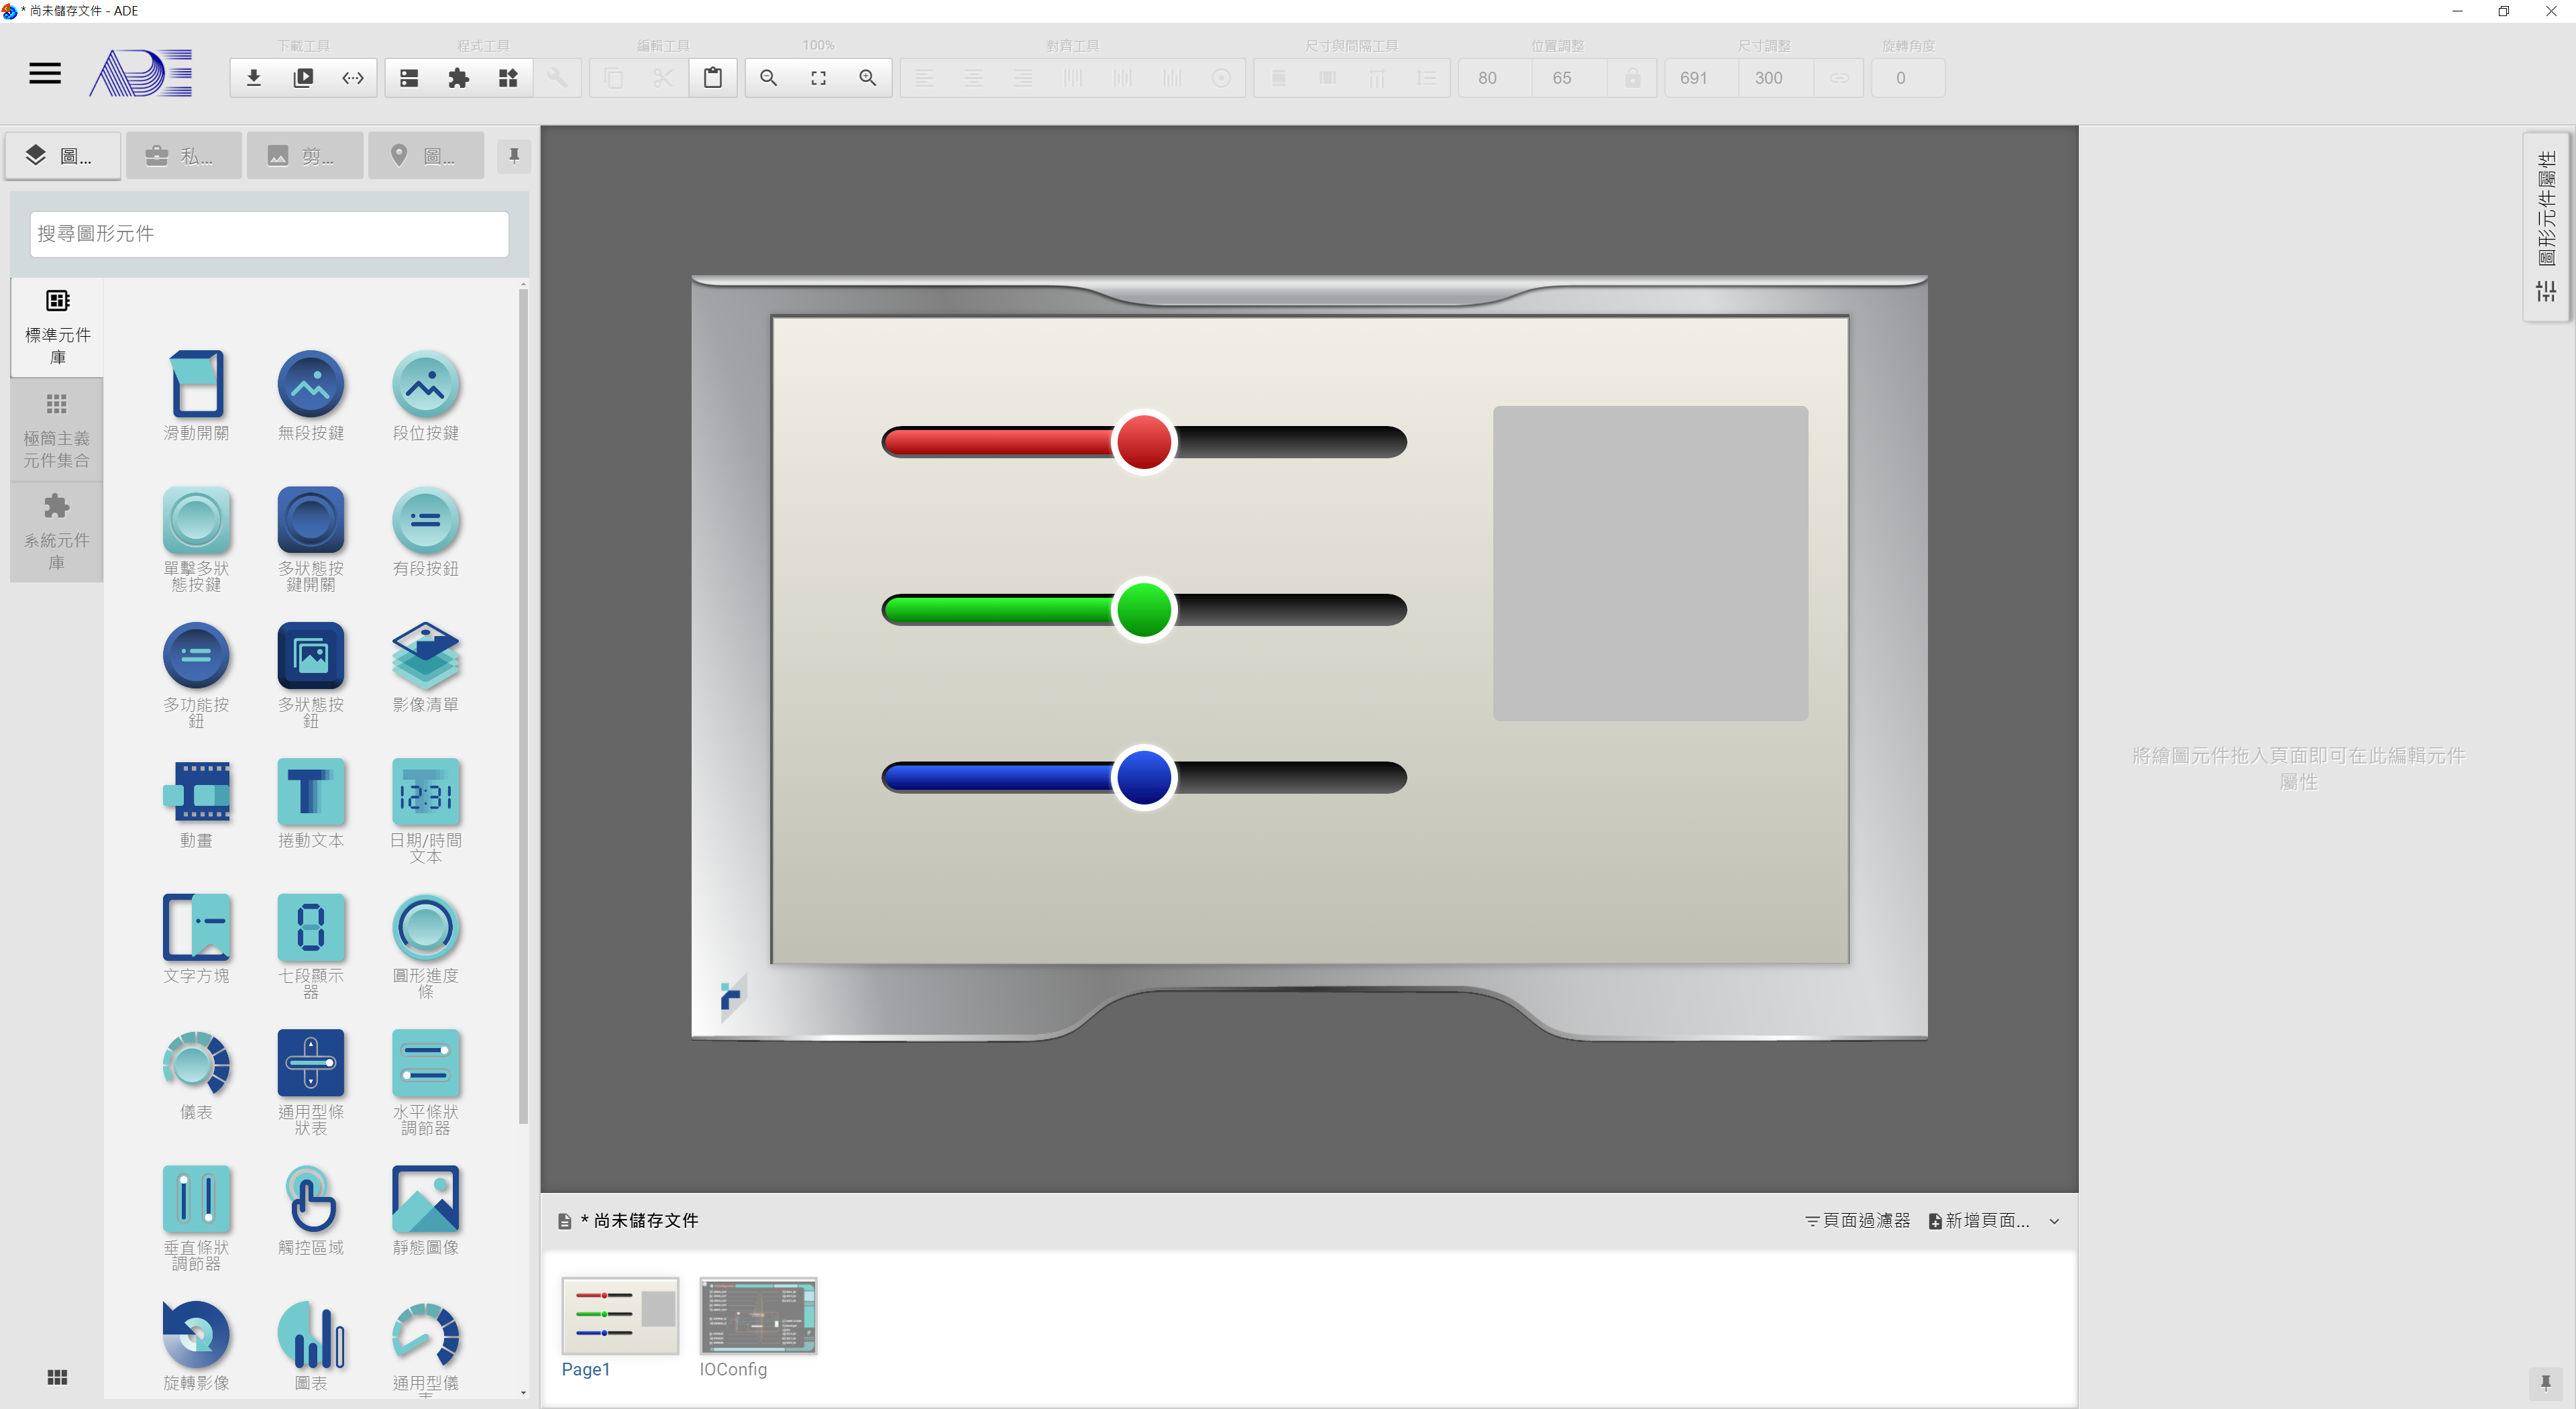 * 尚未儲存文件 - ADE
ADE
下載工具
程式工具
編輯工具
100%
對齊工具
尺寸與間隔工具
位置調整
尺寸調整
旋轉角度
80
65
691
300
0
圖...
私...
剪...
圖...
搜尋圖形元件
標準元件
庫
極簡主義
元件集合
系統元件
庫
滑動開關
無段按鍵
段位按鍵
單擊多狀
態按鍵
多狀態按
鍵開關
有段按鈕
多功能按
鈕
多狀態按
鈕
影像清單
動畫
捲動文本
12:31
日期/時間
文本
文字方塊
七段顯示
器
圓形進度
條
儀表
通用型條
狀表
水平條狀
調節器
垂直條狀
調節器
觸控區域
靜態圖像
旋轉影像
圖表
通用型儀
圖形元件屬性
將繪圖元件拖入頁面即可在此編輯元件
屬性
* 尚未儲存文件
頁面過濾器
新增頁面...
Page1
IOConfig